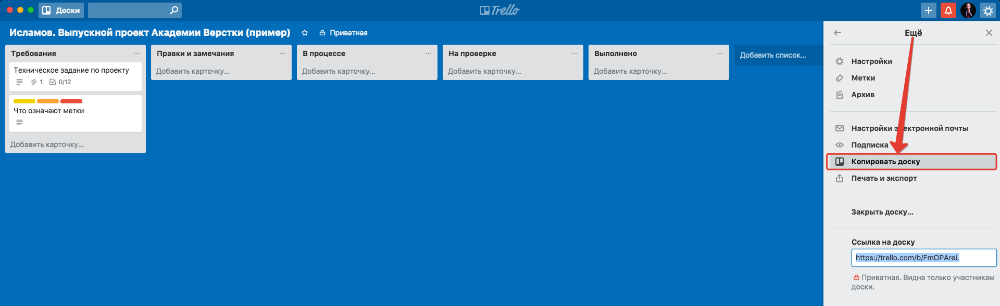 Доски
Trello
Исламов. Выпускной проект Академии Верстки (пример)
Приватная
Требования
Техническое задание по проекту
1
0/12
Что означают метки
Добавить карточку...
Правки и замечания
Добавить карточку...
В процессе
Добавить карточку...
На проверке
Добавить карточку...
Выполнено
Добавить карточку...
Добавить список...
Ещё
Настройки
Метки
Архив
Настройки электронной почты
Подписка
Копировать доску
Печать и экспорт
Закрыть доску...
Ссылка на доску
https://trello.com/b/FmOPAreL
Приватная. Видна только участникам
доски.